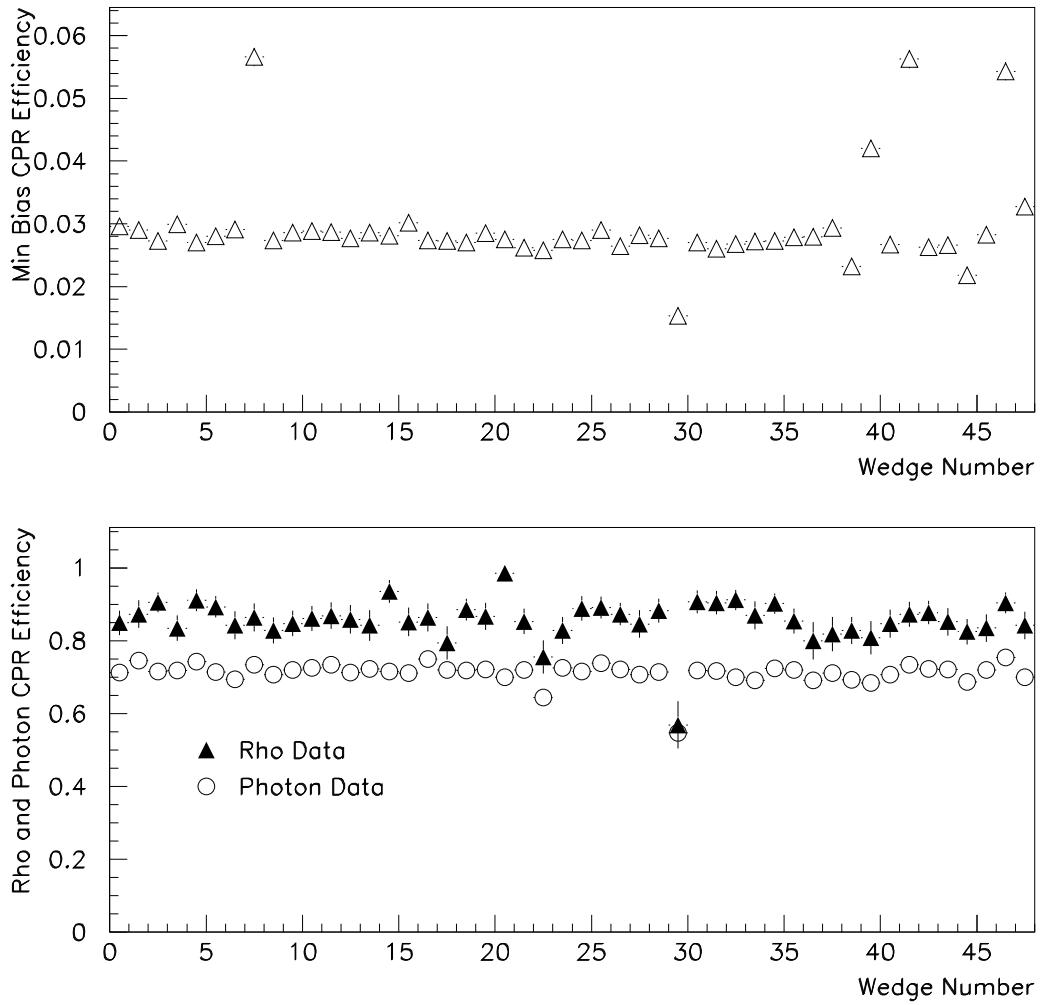 Min Bias CPR Efficiency
0.06
0.05
0.04
0.03
0.02
0.01
0
0 5 10 15 20 25 30 35 40 45
Wedge Number
Rho and Photon CPR Efficiency
1
0.8
0.6
0.4
0.2
0
Rho Data
Photon Data
0 5 10 15 20 25 30 35 40 45
Wedge Number